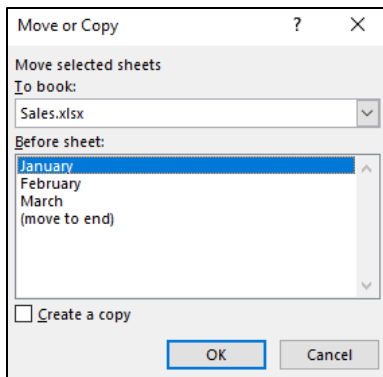 Move or Copy ?
Move selected sheets
To book:
Sales.xlsx
Before sheet:
January
February
March
(move to end)
Create a copy
OK Cancel